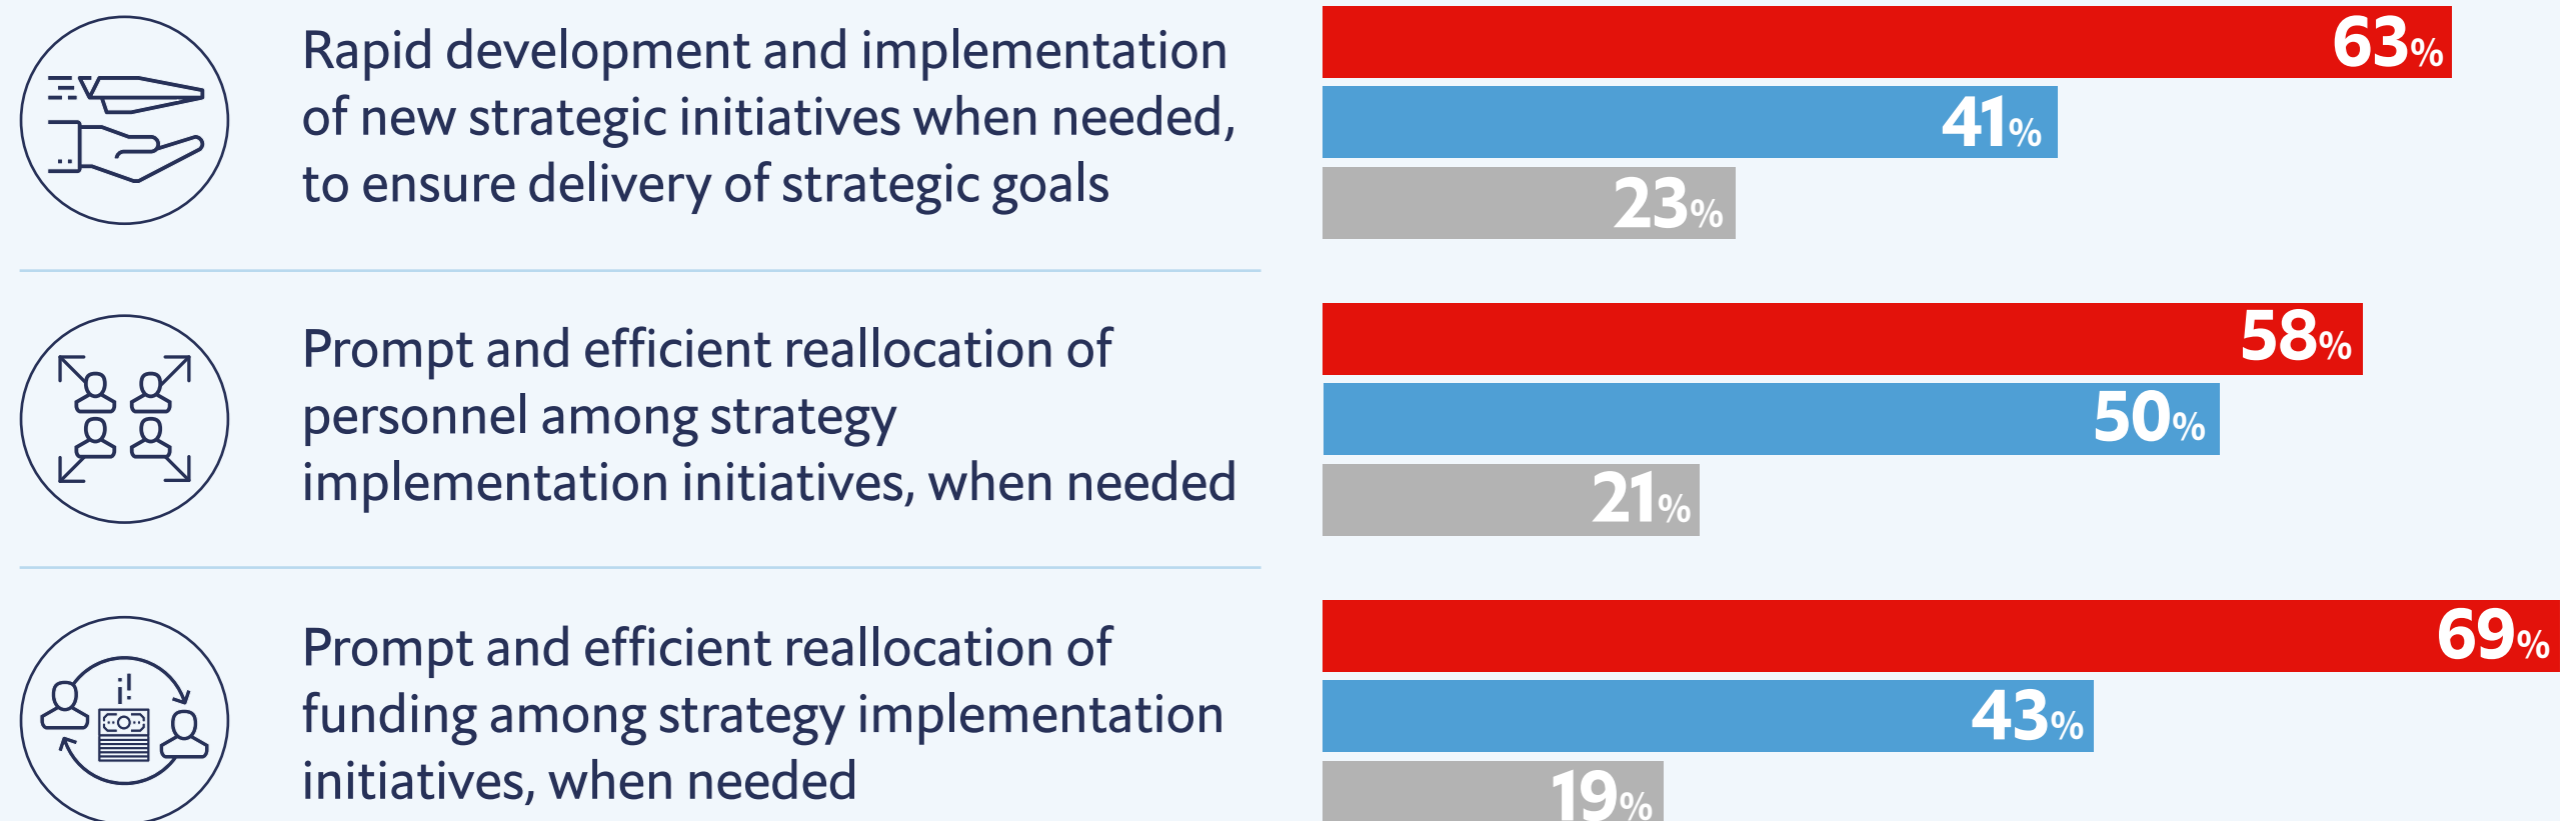 Rapid development and implementation
of new strategic initiatives when needed,
to ensure delivery of strategic goals
63%
41%
23%
Prompt and efficient reallocation of
personnel among strategy
implementation initiatives, when needed
58%
50%
21%
Prompt and efficient reallocation of
funding among strategy implementation
initiatives, when needed
69%
43%
19%